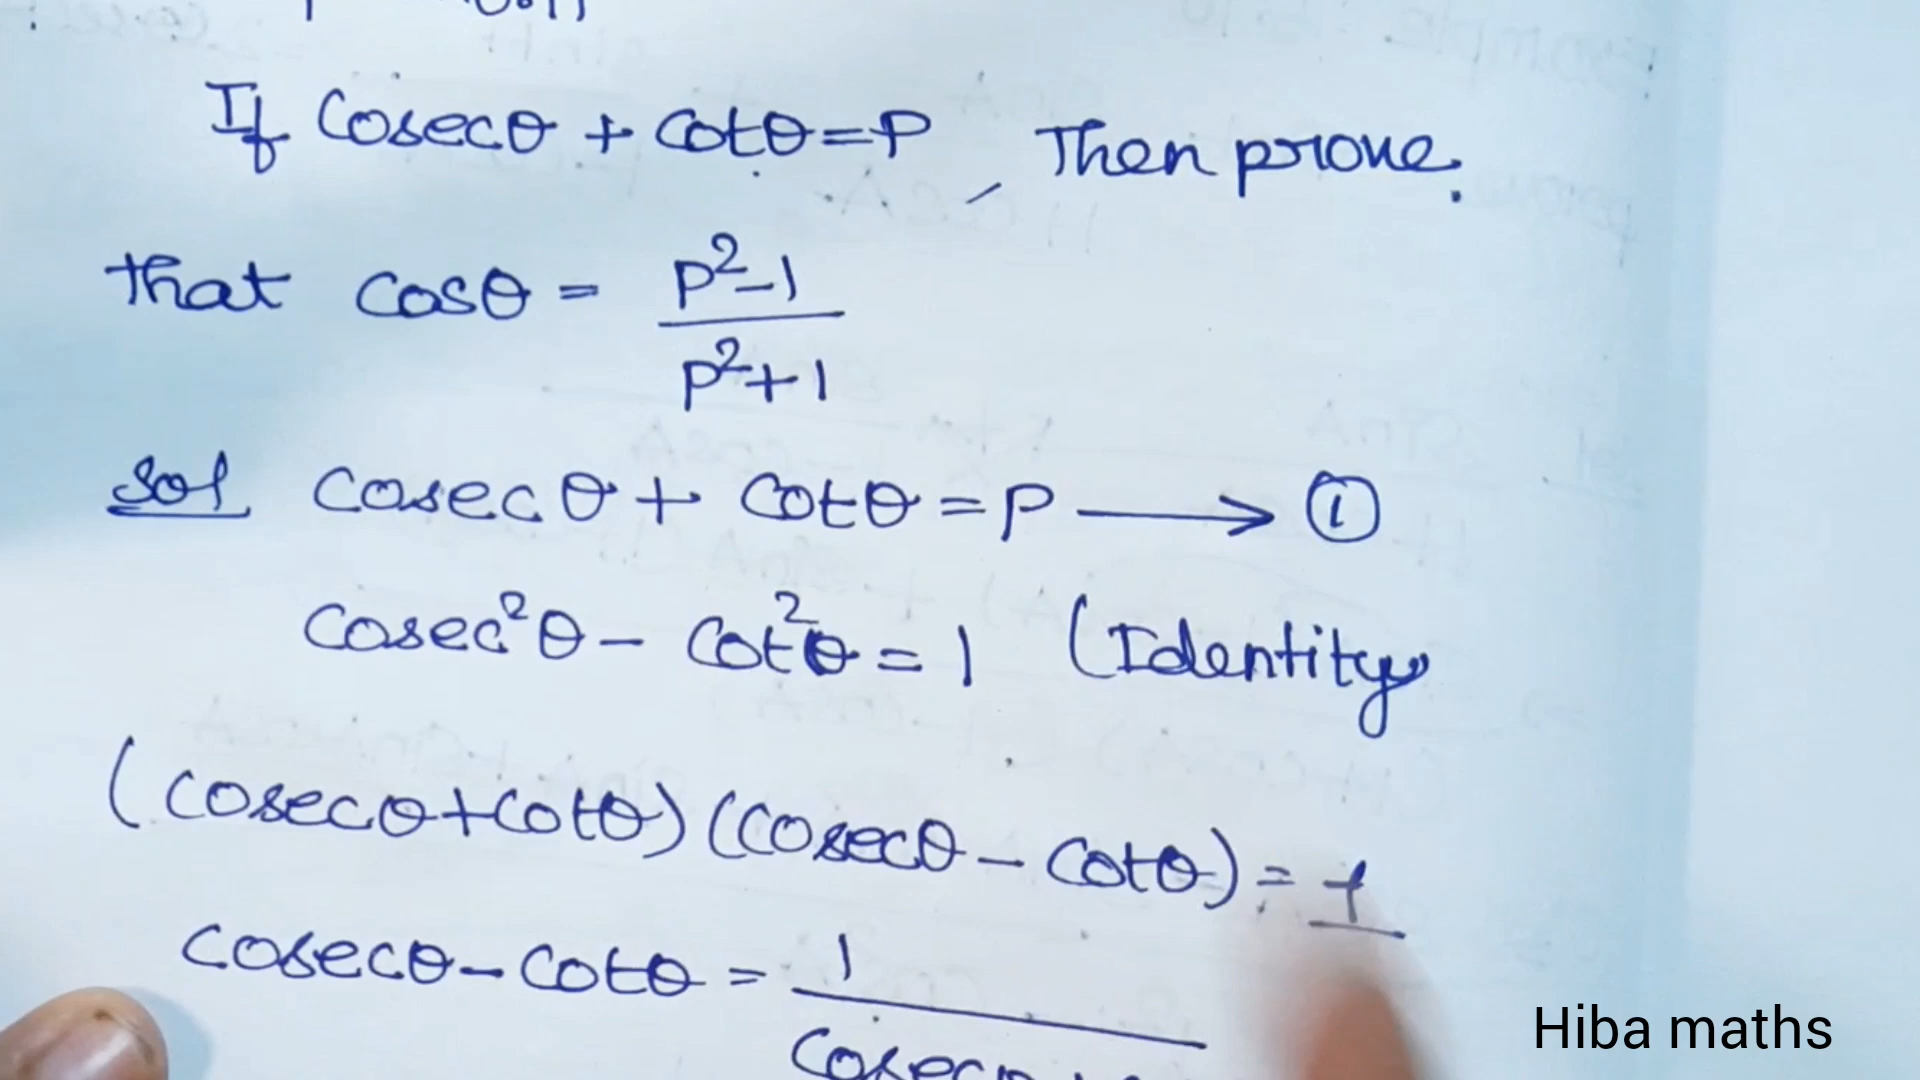 If Cosecθ + Cotθ = P, Then prove.
that cosθ = P²-1
P²+1
Sol Cosec θ + Cotθ = P ⟶ ①
Cosec²θ - Cot²θ = 1 (Identity
(Cosecθ+Cotθ) (Cosecθ - Cotθ) = 1
Cosecθ - Cotθ = 1
Cosecθ
Hiba maths